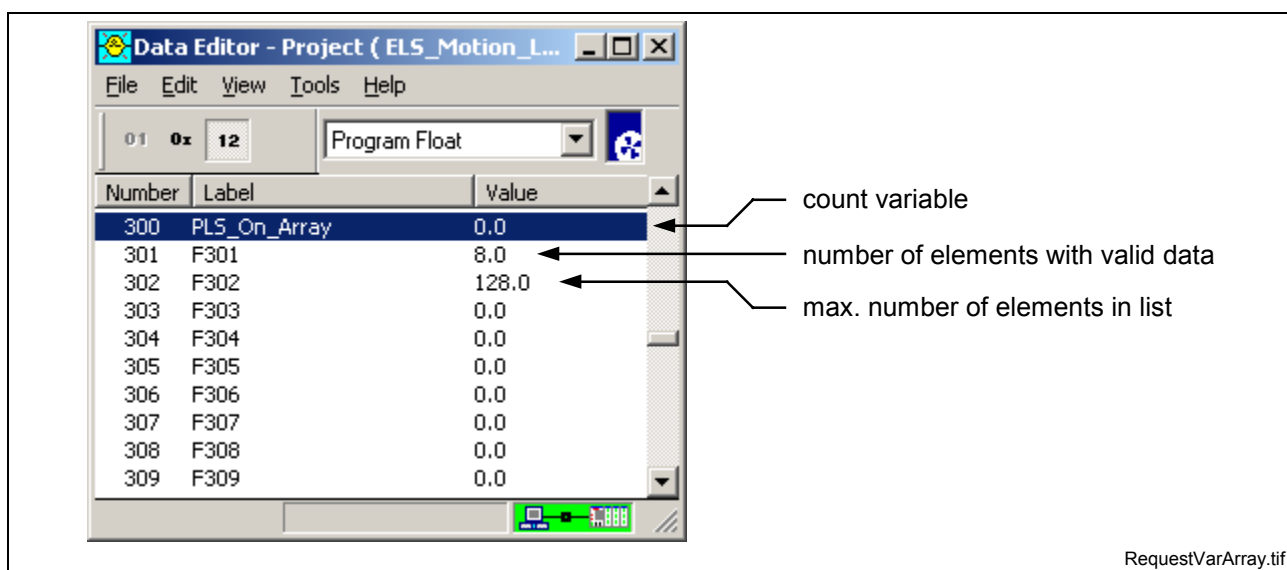 Data Editor - Project ( ELS_Motion_L...
File Edit View Tools Help
01 0x 12 Program Float
Number Label Value
300 PLS_On_Array 0.0
301 F301 8.0
302 F302 128.0
303 F303 0.0
304 F304 0.0
305 F305 0.0
306 F306 0.0
307 F307 0.0
308 F308 0.0
309 F309 0.0
count variable
number of elements with valid data
max. number of elements in list
RequestVarArray.tif